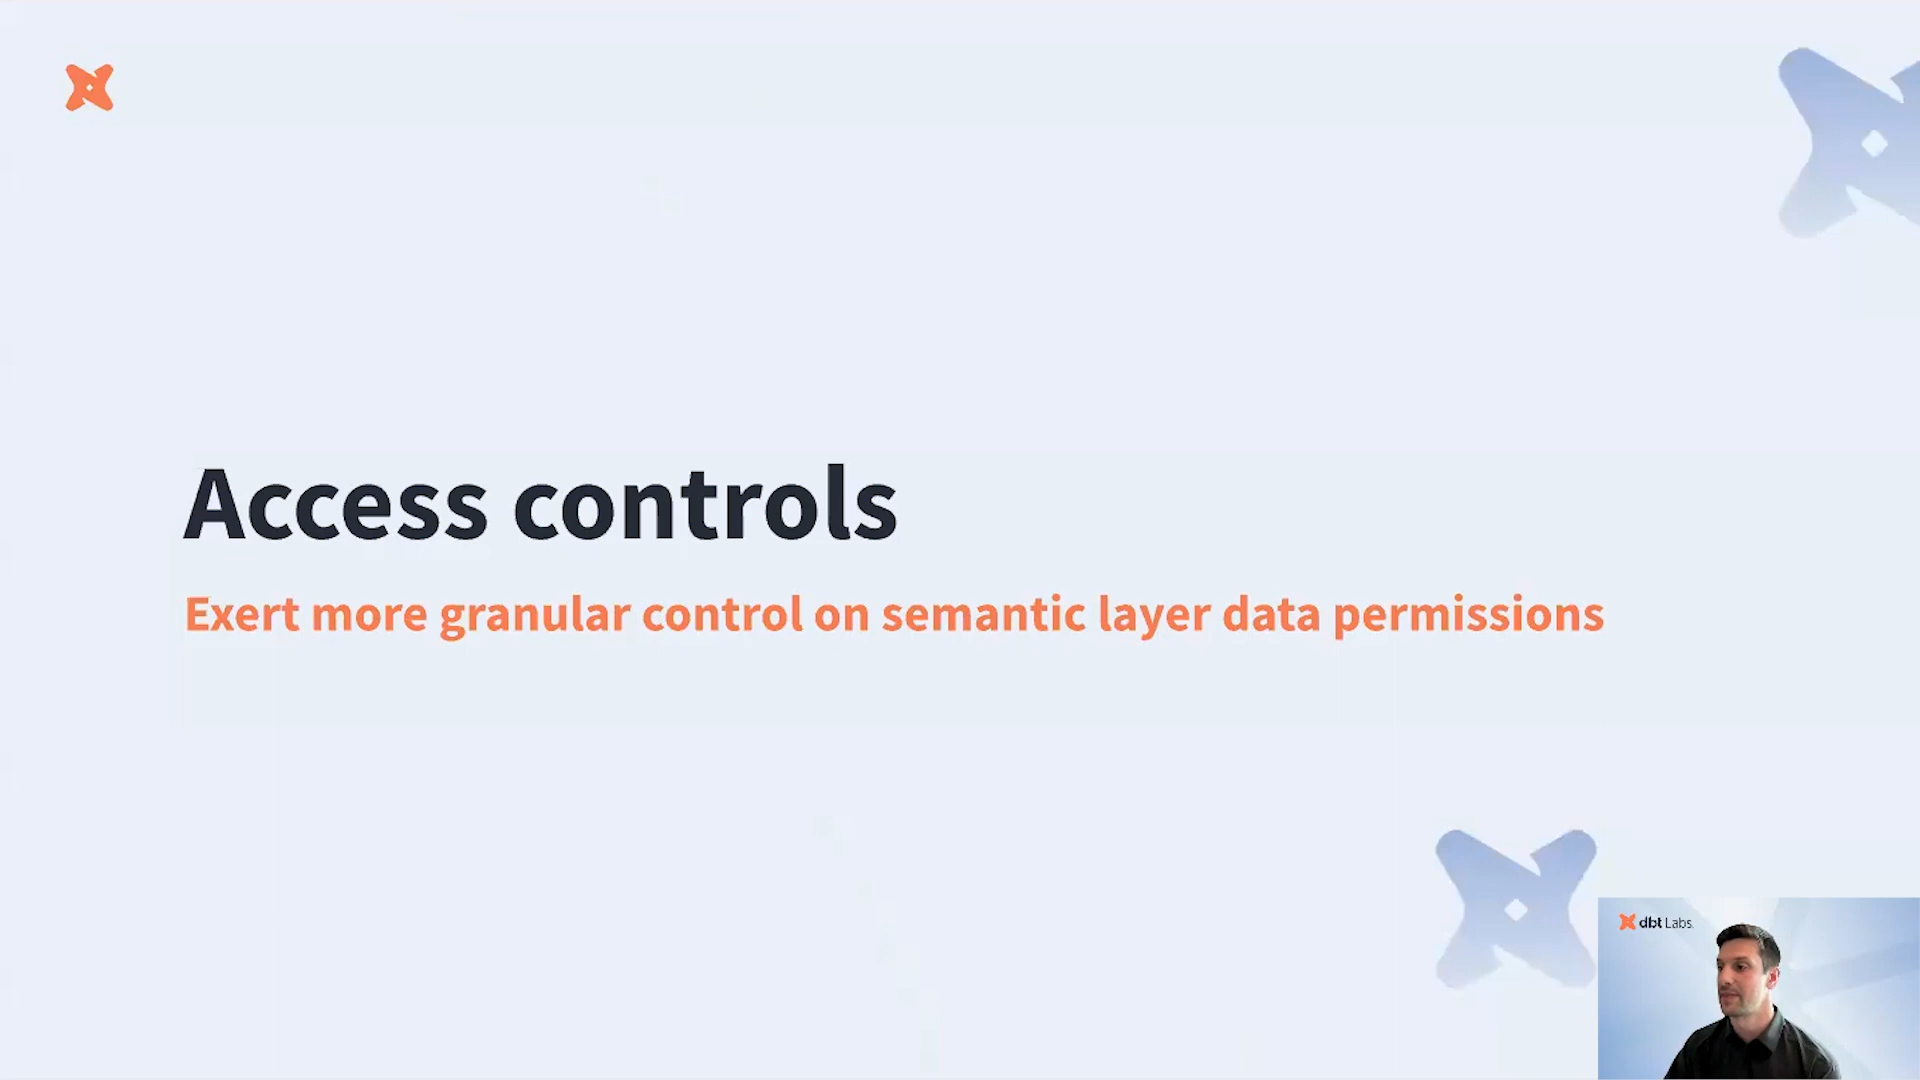 Access controls
Exert more granular control on semantic layer data permissions
dbt Labs